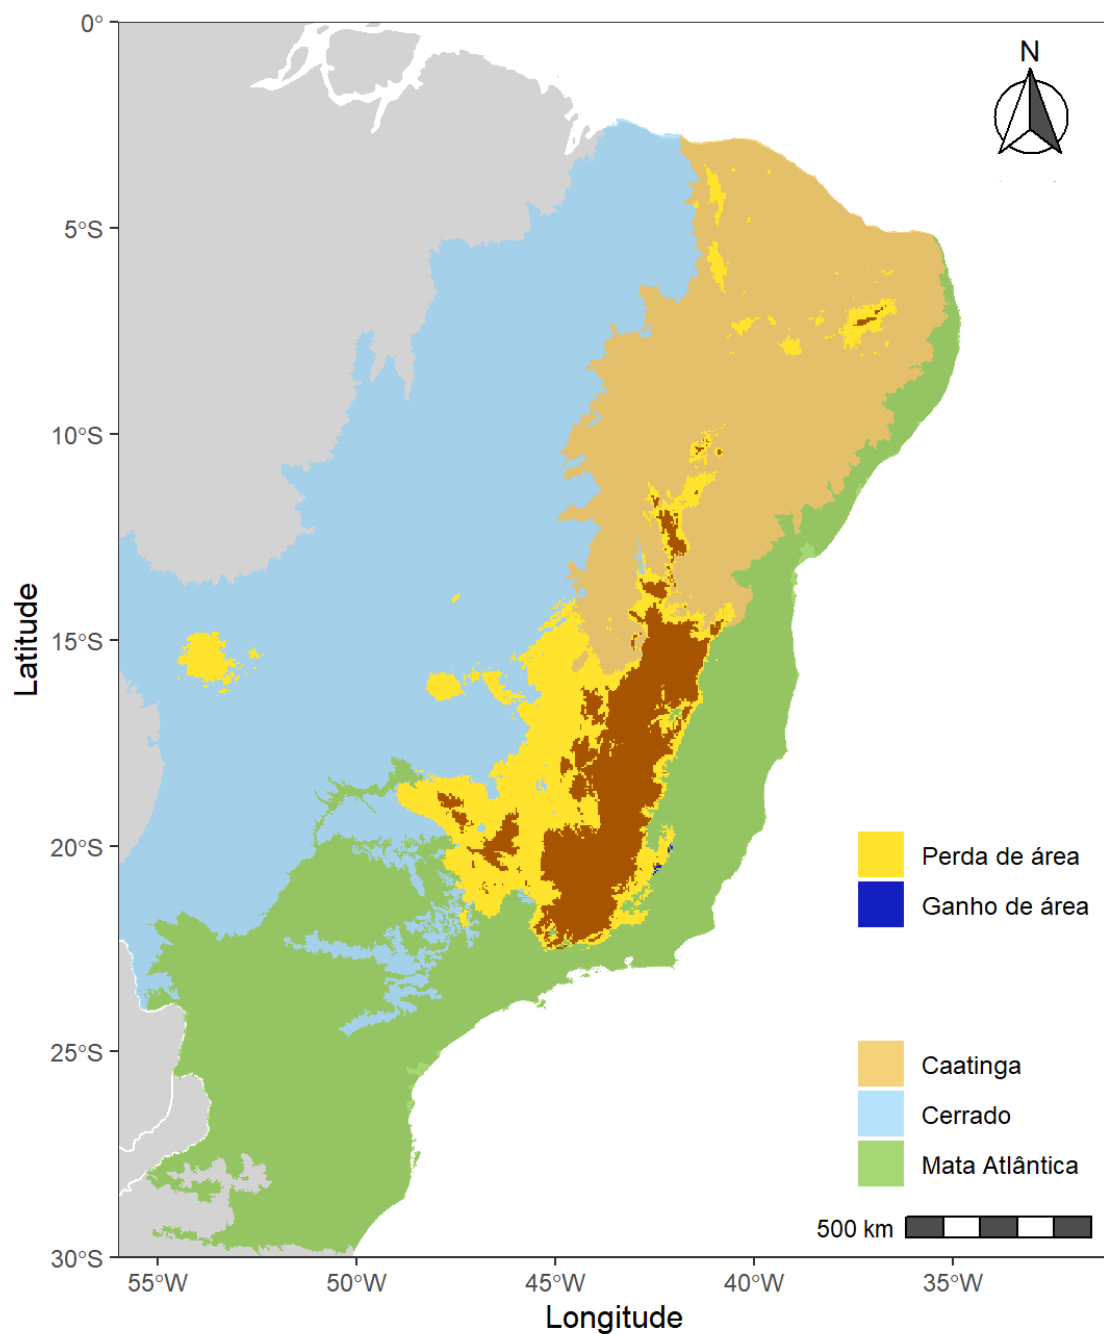 0°
5°S
10°S
15°S
20°S
25°S
30°S
Latitude
N
Perda de área
Ganho de área
Caatinga
Cerrado
Mata Atlântica
500 km
55°W
50°W
45°W
40°W
35°W
Longitude